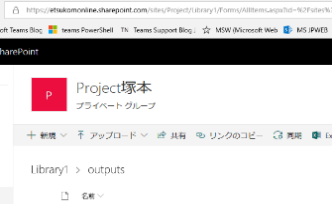 https://etsukomonline.sharepoint.com/sites/Project/Library1/Forms/AllItems.aspx?id=%2Fsites%
oft Teams Blog teams PowerShell TN Teams Support Blog... MSW (Microsoft Web MS JPWEB
harePoint
P
Project塚本
プライベート グループ
+ 新規 アップロード 共有 リンクのコピー 同期 Ex
Library1 > outputs
名前